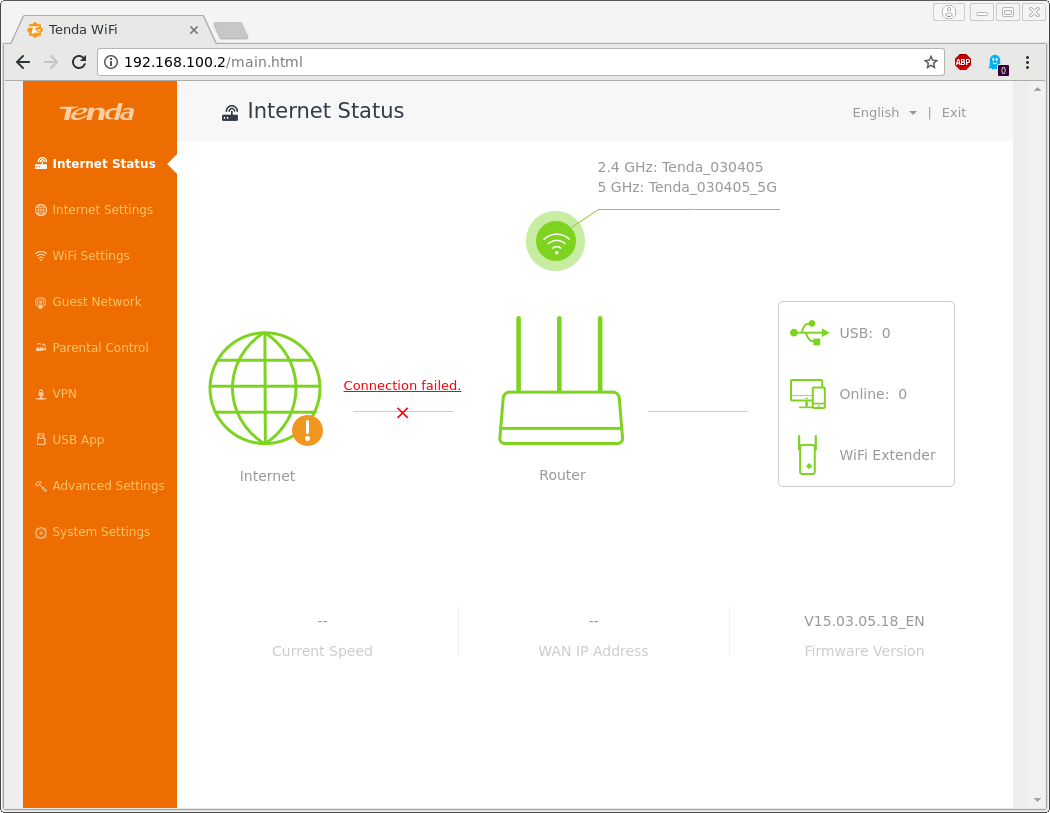 Tenda WiFi
192.168.100.2/main.html
ABP
0
Tenda
Internet Status
English | Exit
Internet Status
Internet Settings
WiFi Settings
Guest Network
Parental Control
VPN
USB App
Advanced Settings
System Settings
2.4 GHz: Tenda_030405
5 GHz: Tenda_030405_5G
Connection failed.
Internet
Router
USB: 0
Online: 0
WiFi Extender
--
Current Speed
--
WAN IP Address
V15.03.05.18_EN
Firmware Version